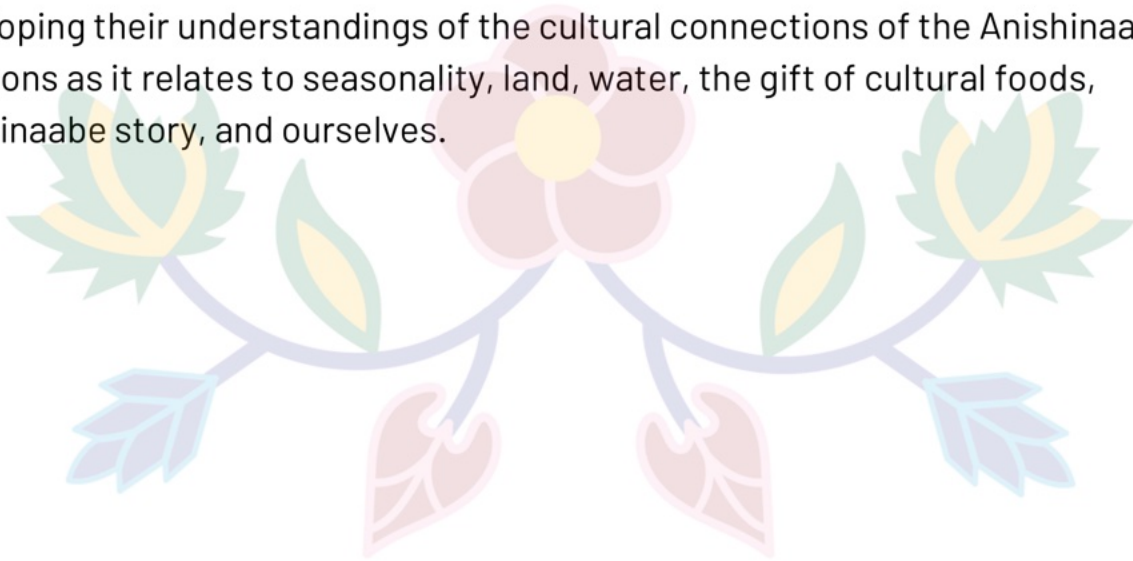 oping their understandings of the cultural connections of the Anishinaa
ons as it relates to seasonality, land, water, the gift of cultural foods,
inaabe story, and ourselves.